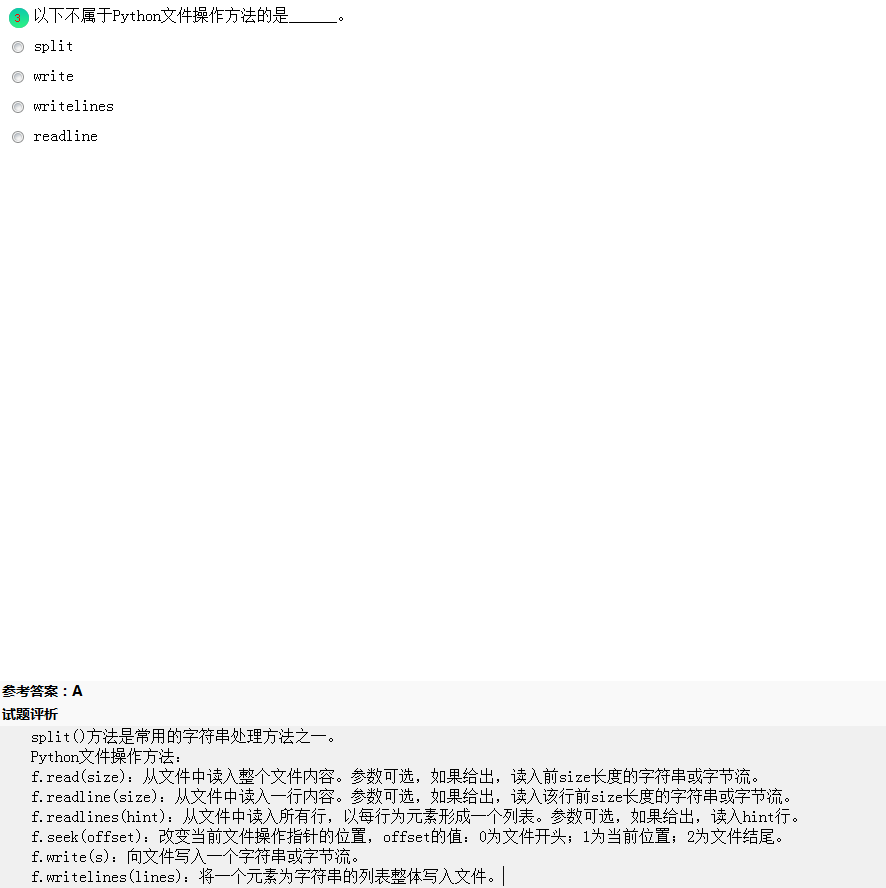 3 以下不属于Python文件操作方法的是______。
split
write
writelines
readline
参考答案：A
试题评析
split()方法是常用的字符串处理方法之一。
Python文件操作方法：
f.read(size)：从文件中读入整个文件内容。参数可选，如果给出，读入前size长度的字符串或字节流。
f.readline(size)：从文件中读入一行内容。参数可选，如果给出，读入该行前size长度的字符串或字节流。
f.readlines(hint)：从文件中读入所有行，以每行为元素形成一个列表。参数可选，如果给出，读入hint行。
f.seek(offset)：改变当前文件操作指针的位置，offset的值：0为文件开头；1为当前位置；2为文件结尾。
f.write(s)：向文件写入一个字符串或字节流。
f.writelines(lines)：将一个元素为字符串的列表整体写入文件。